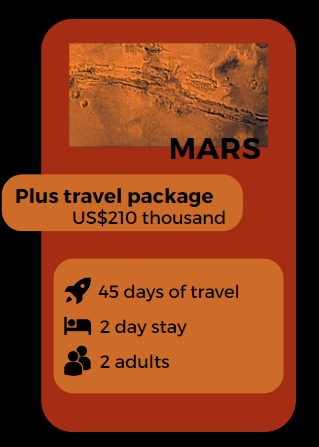 MARS
Plus travel package
US$210 thousand
45 days of travel
2 day stay
2 adults